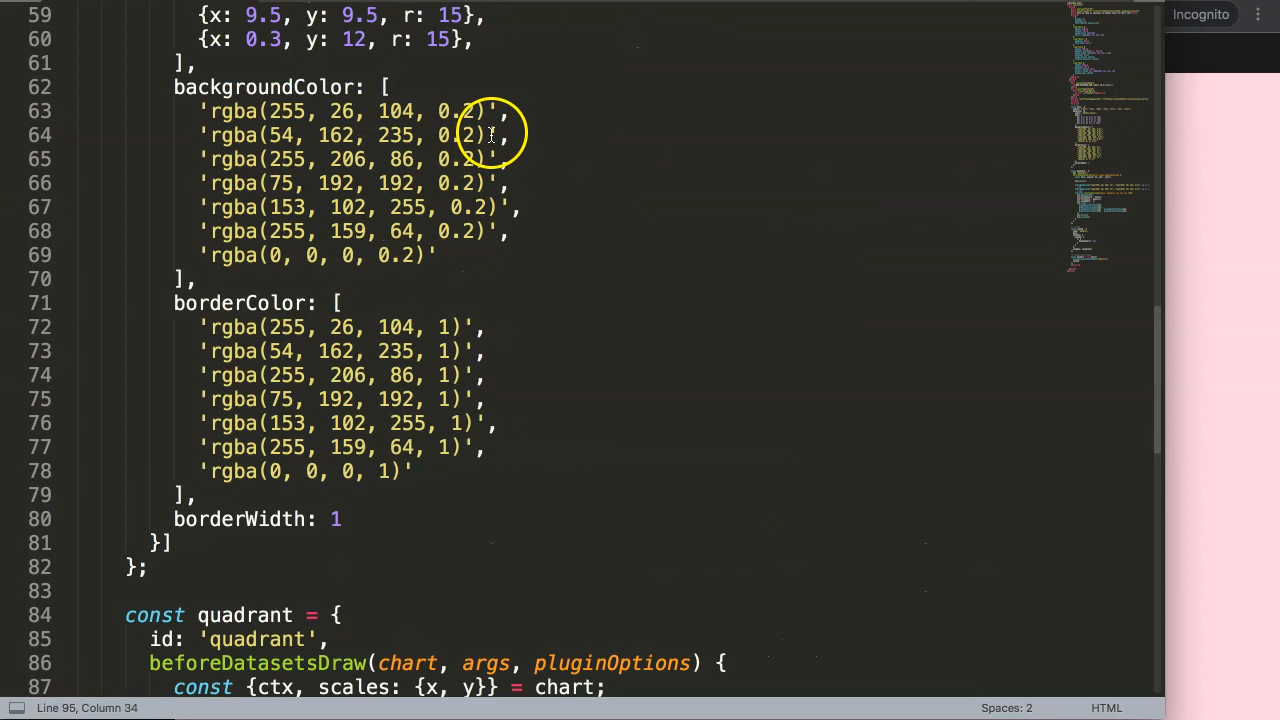 Incognito
59 {x: 9.5, y: 9.5, r: 15},
60 {x: 0.3, y: 12, r: 15},
61 ],
62 backgroundColor: [
63 'rgba(255, 26, 104, 0.2)',
64 'rgba(54, 162, 235, 0.2)',
65 'rgba(255, 206, 86, 0.2)',
66 'rgba(75, 192, 192, 0.2)',
67 'rgba(153, 102, 255, 0.2)',
68 'rgba(255, 159, 64, 0.2)',
69 'rgba(0, 0, 0, 0.2)'
70 ],
71 borderColor: [
72 'rgba(255, 26, 104, 1)',
73 'rgba(54, 162, 235, 1)',
74 'rgba(255, 206, 86, 1)',
75 'rgba(75, 192, 192, 1)',
76 'rgba(153, 102, 255, 1)',
77 'rgba(255, 159, 64, 1)',
78 'rgba(0, 0, 0, 1)'
79 ],
80 borderWidth: 1
81 }]
82 };
83
84 const quadrant = {
85 id: 'quadrant',
86 beforeDatasetsDraw(chart, args, pluginOptions) {
87 const {ctx, scales: {x, y}} = chart;
Line 95, Column 34
Spaces: 2
HTML